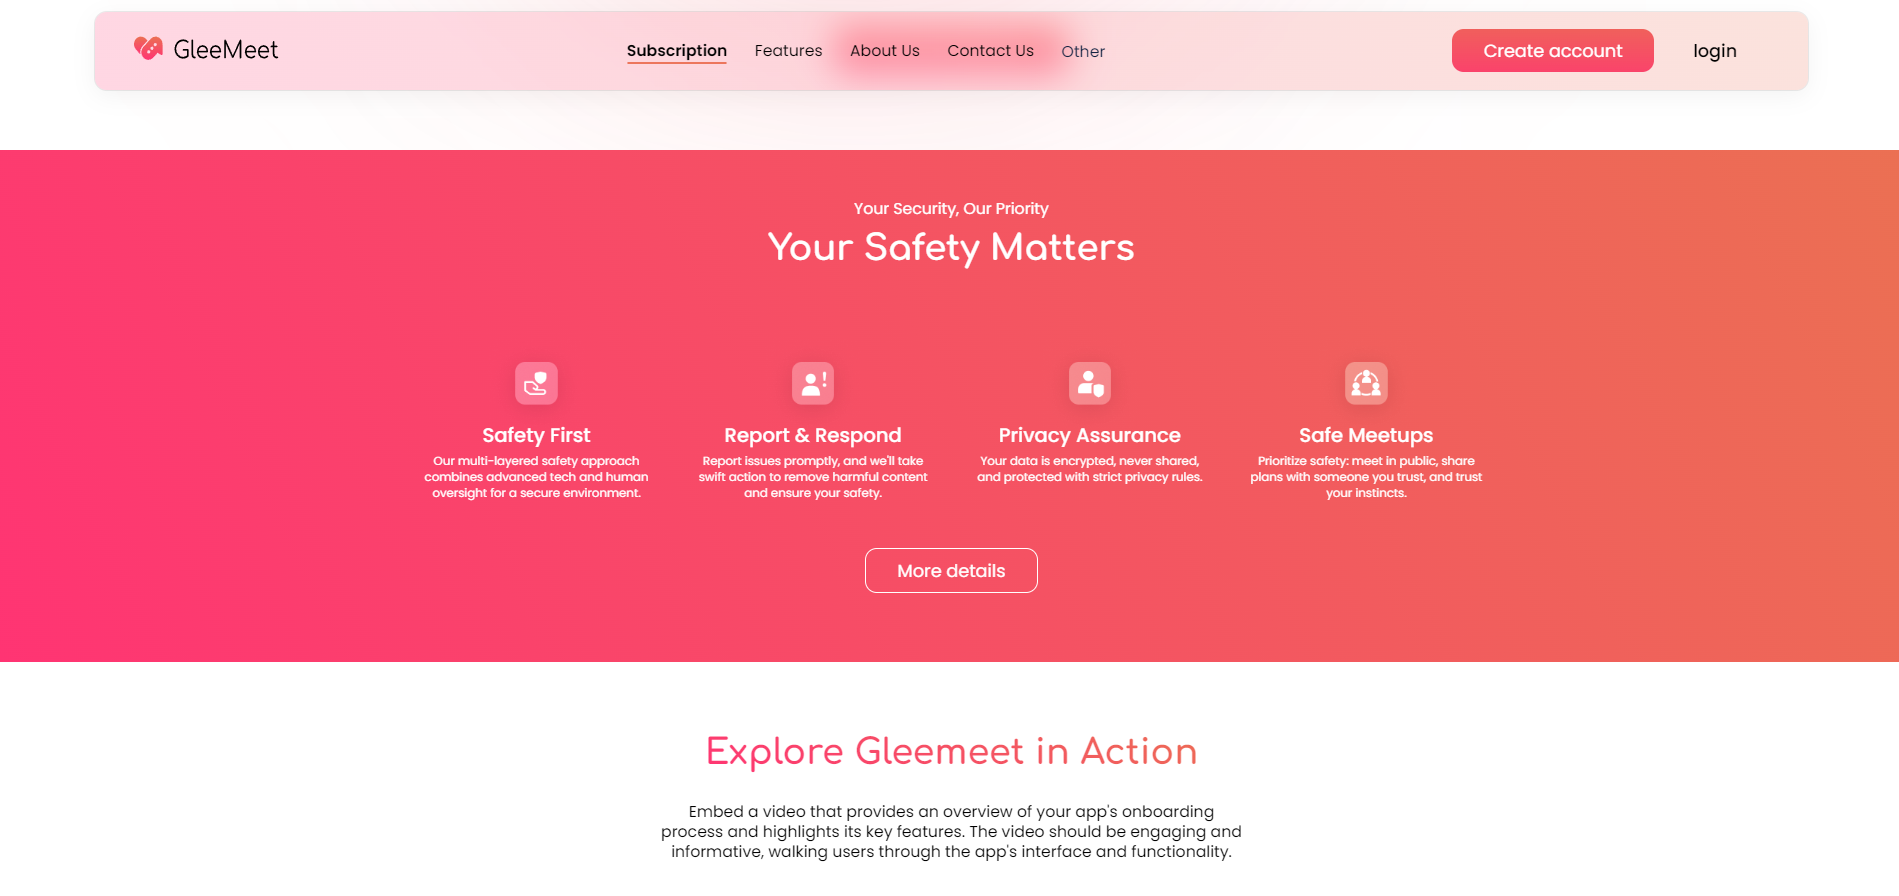 GleeMeet
Subscription
Features
About Us
Contact Us
Other
Create account
login
Your Security, Our Priority
Your Safety Matters
Safety First
Our multi-layered safety approach
combines advanced tech and human
oversight for a secure environment.
Report & Respond
Report issues promptly, and we'll take
swift action to remove harmful content
and ensure your safety.
Privacy Assurance
Your data is encrypted, never shared,
and protected with strict privacy rules.
Safe Meetups
Prioritize safety: meet in public, share
plans with someone you trust, and trust
your instincts.
More details
Explore Gleemeet in Action
Embed a video that provides an overview of your app's onboarding
process and highlights its key features. The video should be engaging and
informative, walking users through the app's interface and functionality.